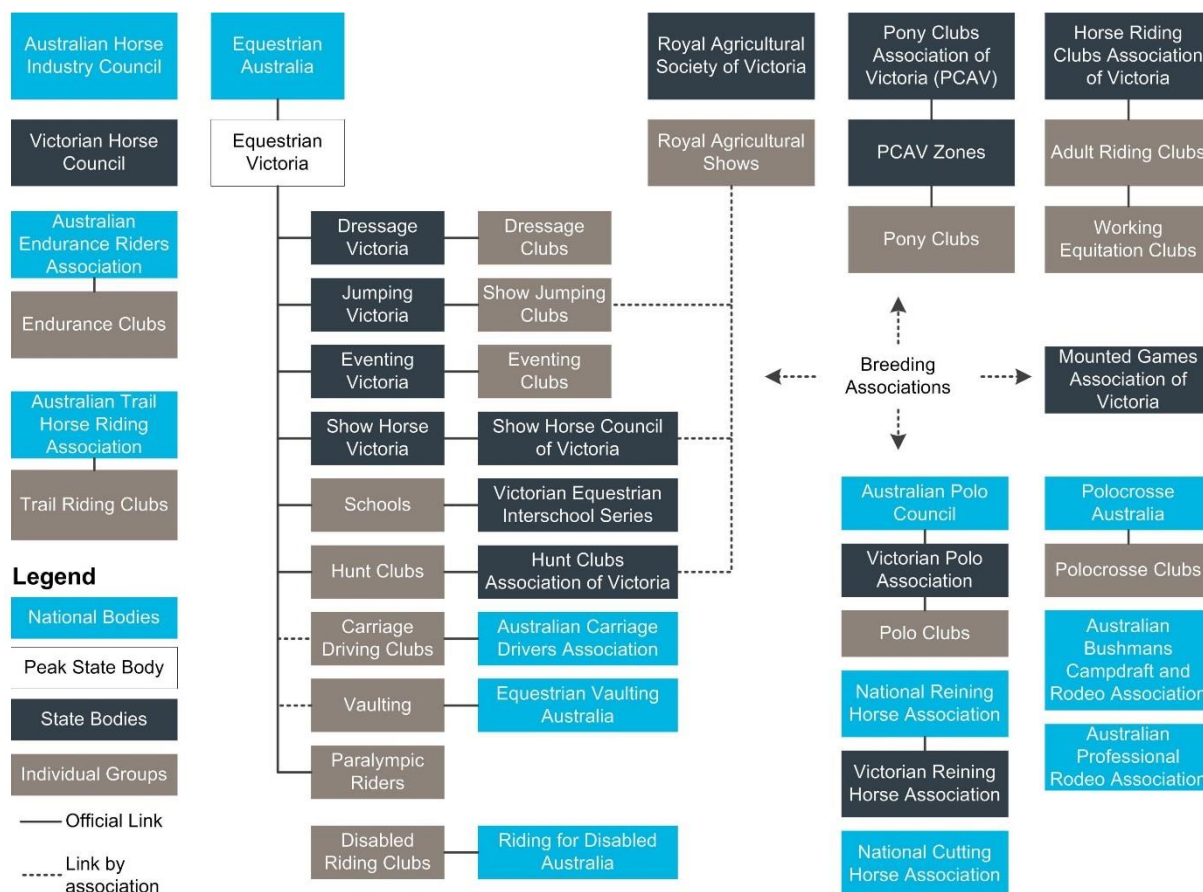 Australian Horse
Industry Council
Equestrian
Australia
Royal Agricultural
Society of Victoria
Pony Clubs
Association of
Victoria (PCAV)
Horse Riding
Clubs Association
of Victoria
Victorian Horse
Council
Equestrian
Victoria
Royal Agricultural
Shows
PCAV Zones
Adult Riding Clubs
Australian
Endurance Riders
Association
Dressage
Victoria
Dressage
Clubs
Pony Clubs
Working
Equitation Clubs
Endurance Clubs
Jumping
Victoria
Show Jumping
Clubs
Eventing
Victoria
Eventing
Clubs
Breeding
Associations
Mounted Games
Association of
Victoria
Australian Trail
Horse Riding
Association
Show Horse
Victoria
Show Horse Council
of Victoria
Trail Riding Clubs
Schools
Victorian Equestrian
Interschool Series
Australian Polo
Council
Polocrosse
Australia
Hunt Clubs
Hunt Clubs
Association of Victoria
Victorian Polo
Association
Polocrosse Clubs
Carriage
Driving Clubs
Australian Carriage
Drivers Association
Polo Clubs
Australian
Bushmans
Campdraft and
Rodeo Association
Vaulting
Equestrian Vaulting
Australia
National Reining
Horse Association
Paralympic
Riders
Victorian Reining
Horse Association
Australian
Professional
Rodeo Association
Disabled
Riding Clubs
Riding for Disabled
Australia
National Cutting
Horse Association
Legend
National Bodies
Peak State Body
State Bodies
Individual Groups
Official Link
Link by
association